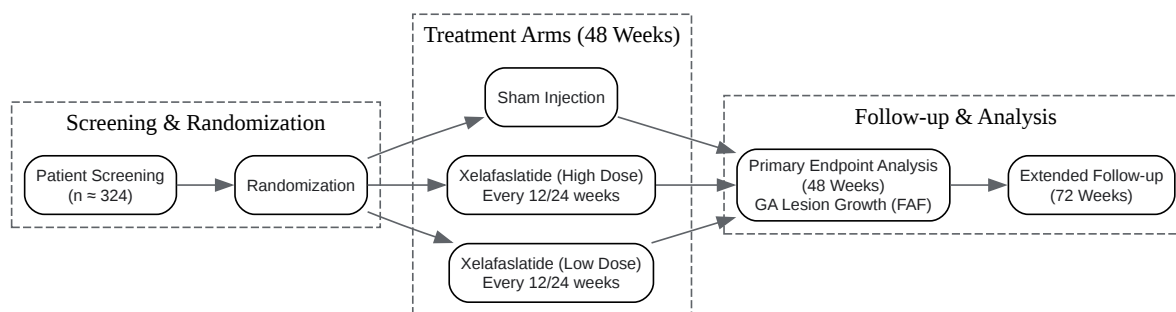 Screening & Randomization
Patient Screening
(n ≈ 324)
Randomization
Treatment Arms (48 Weeks)
Sham Injection
Xelafaslatide (High Dose)
Every 12/24 weeks
Xelafaslatide (Low Dose)
Every 12/24 weeks
Follow-up & Analysis
Primary Endpoint Analysis
(48 Weeks)
GA Lesion Growth (FAF)
Extended Follow-up
(72 Weeks)